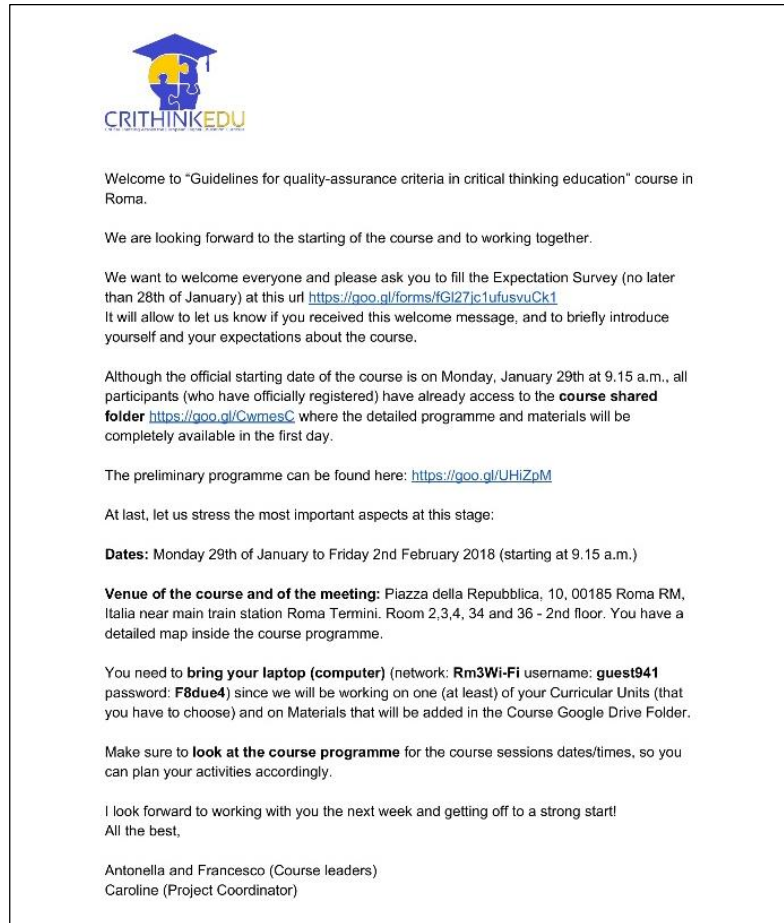 CRITHINKEDU
Welcome to “Guidelines for quality-assurance criteria in critical thinking education” course in
Roma.
We are looking forward to the starting of the course and to working together.
We want to welcome everyone and please ask you to fill the Expectation Survey (no later
than 28th of January) at this url https://goo.gl/forms/fGl27jc1ufusvuCk1
It will allow to let us know if you received this welcome message, and to briefly introduce
yourself and your expectations about the course.
Although the official starting date of the course is on Monday, January 29th at 9.15 a.m., all
participants (who have officially registered) have already access to the course shared
folder https://goo.gl/CwmesC where the detailed programme and materials will be
completely available in the first day.
The preliminary programme can be found here: https://goo.gl/UHiZpM
At last, let us stress the most important aspects at this stage:
Dates: Monday 29th of January to Friday 2nd February 2018 (starting at 9.15 a.m.)
Venue of the course and of the meeting: Piazza della Repubblica, 10, 00185 Roma RM,
Italia near main train station Roma Termini. Room 2,3,4, 34 and 36 - 2nd floor. You have a
detailed map inside the course programme.
You need to bring your laptop (computer) (network: Rm3Wi-Fi username: guest941
password: F8due4) since we will be working on one (at least) of your Curricular Units (that
you have to choose) and on Materials that will be added in the Course Google Drive Folder.
Make sure to look at the course programme for the course sessions dates/times, so you
can plan your activities accordingly.
I look forward to working with you the next week and getting off to a strong start!
All the best,
Antonella and Francesco (Course leaders)
Caroline (Project Coordinator)